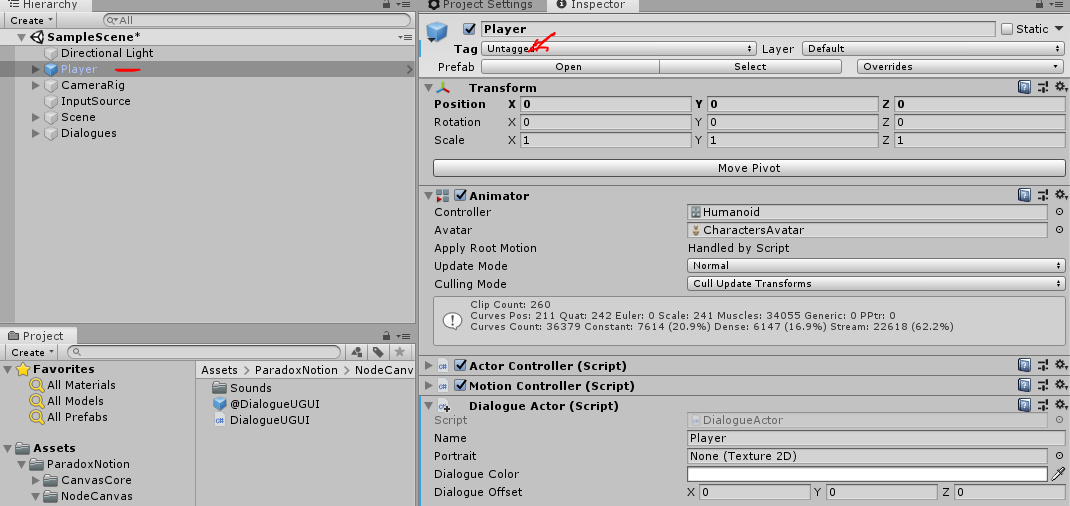 Hierarchy
Create All
SampleScene*
Directional Light
Player
CameraRig
InputSource
Scene
Dialogues
Project
Create
Favorites
All Materials
All Models
All Prefabs
Assets
ParadoxNotion
CanvasCore
NodeCanvas
Assets > ParadoxNotion > NodeCanv
Sounds
@DialogueUGUI
DialogueUGUI
Project Settings Inspector
Player Static
Tag Untagged Layer Default
Prefab Open Select Overrides
Transform
Position X 0 Y 0 Z 0
Rotation X 0 Y 0 Z 0
Scale X 1 Y 1 Z 1
Move Pivot
Animator
Controller Humanoid
Avatar CharactersAvatar
Apply Root Motion Handled by Script
Update Mode Normal
Culling Mode Cull Update Transforms
Clip Count: 260
Curves Pos: 211 Quat: 242 Euler: 0 Scale: 241 Muscles: 34055 Generic: 0 PPtr: 0
Curves Count: 36379 Constant: 7614 (20.9%) Dense: 6147 (16.9%) Stream: 22618 (62.2%)
Actor Controller (Script)
Motion Controller (Script)
Dialogue Actor (Script)
Script DialogueActor
Name Player
Portrait None (Texture 2D)
Dialogue Color
Dialogue Offset X 0 Y 0 Z 0